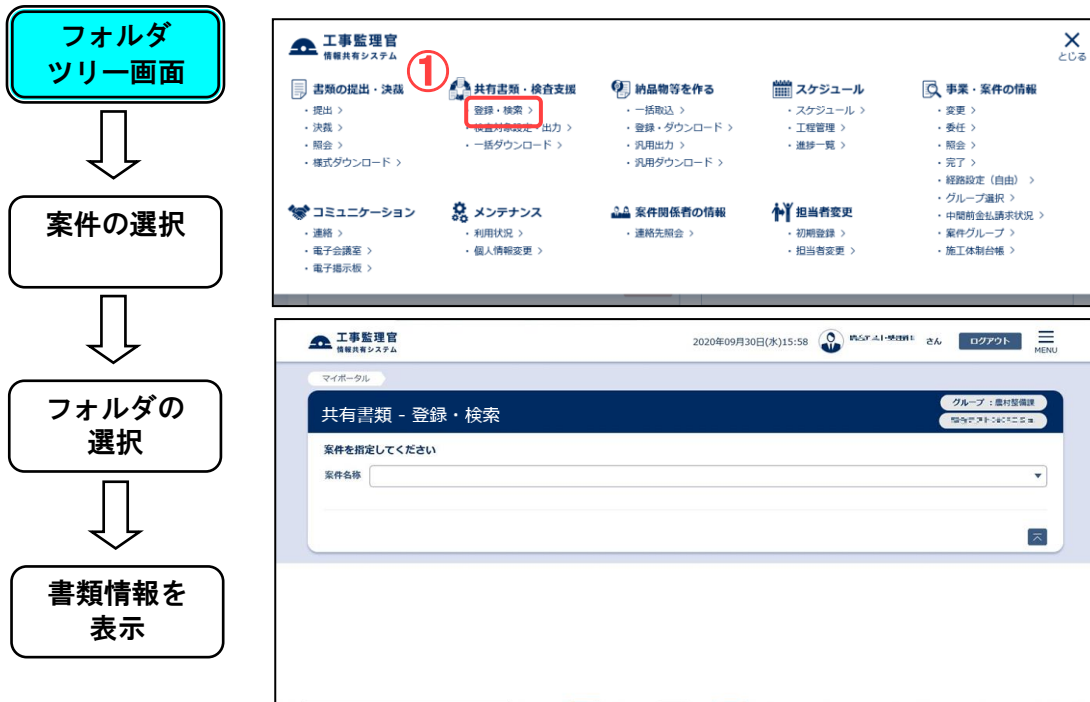 フォルダ
ツリー画面
案件の選択
フォルダの
選択
書類情報を
表示
工事監理官
情報共有システム
とじる
①
書類の提出・決裁
・提出 >
・決裁 >
・照会 >
・様式ダウンロード >
共有書類・検査支援
登録・検索 >
・検査対象設定・出力 >
・一括ダウンロード >
納品物等を作る
・一括取込 >
・登録・ダウンロード >
・汎用出力 >
・汎用ダウンロード >
スケジュール
・スケジュール >
・工程管理 >
・進捗一覧 >
事業・案件の情報
・変更 >
・委任 >
・照会 >
・完了 >
・経路設定（自由） >
・グループ選択 >
・中間前金払請求状況 >
・案件グループ >
・施工体制台帳 >
コミュニケーション
・連絡 >
・電子会議室 >
・電子掲示板 >
メンテナンス
・利用状況 >
・個人情報変更 >
案件関係者の情報
・連絡先照会 >
担当者変更
・初期登録 >
・担当者変更 >
工事監理官
情報共有システム
2020年09月30日(水)15:58
さん
ログアウト
MENU
マイポータル
共有書類 - 登録・検索
グループ：農村整備課
案件を指定してください
案件名称